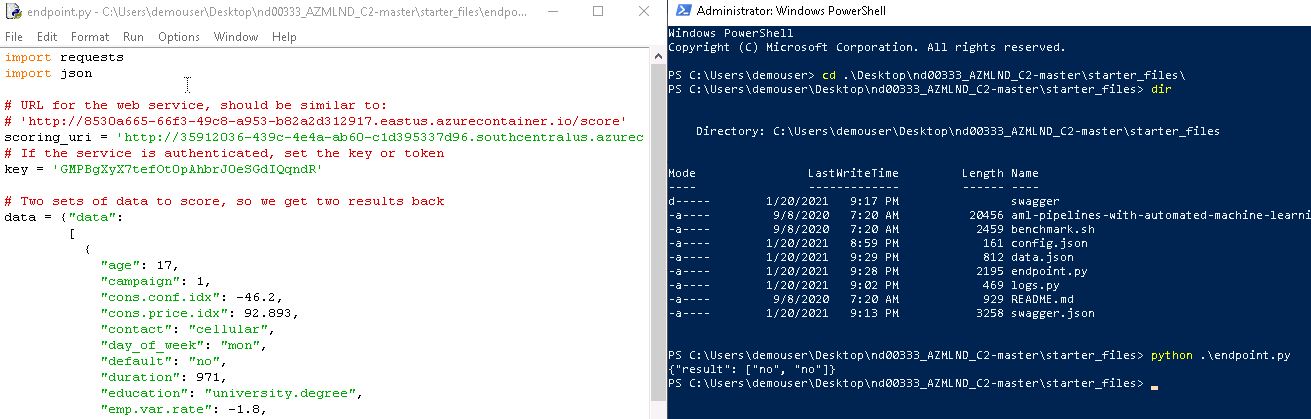 endpoint.py - C:\Users\demouser\Desktop\nd00333_AZMLND_C2-master\starter_files\endpo...
File Edit Format Run Options Window Help
import requests
import json
# URL for the web service, should be similar to:
# 'http://8530a665-66f3-49c8-a953-b82a2d312917.eastus.azurecontainer.io/score'
scoring_uri = 'http://35912036-439c-4e4a-ab60-c1d395337d96.southcentralus.azurec
# If the service is authenticated, set the key or token
key = 'GMPBgXyX7tefOtOpAhbrJOeSGdIQqndR'
# Two sets of data to score, so we get two results back
data = {"data":
[
{
"age": 17,
"campaign": 1,
"cons.conf.idx": -46.2,
"cons.price.idx": 92.893,
"contact": "cellular",
"day_of_week": "mon",
"default": "no",
"duration": 971,
"education": "university.degree",
"emp.var.rate": -1.8,
Administrator: Windows PowerShell
Windows PowerShell
Copyright (C) Microsoft Corporation. All rights reserved.
PS C:\Users\demouser> cd .\Desktop\nd00333_AZMLND_C2-master\starter_files\
PS C:\Users\demouser\Desktop\nd00333_AZMLND_C2-master\starter_files> dir
Directory: C:\Users\demouser\Desktop\nd00333_AZMLND_C2-master\starter_files
Mode LastWriteTime Length Name
---- ------------- ------ ----
d----- 1/20/2021 9:17 PM swagger
-a---- 9/8/2020 7:20 AM 20456 aml-pipelines-with-automated-machine-learni
-a---- 9/8/2020 7:20 AM 2459 benchmark.sh
-a---- 1/20/2021 8:59 PM 161 config.json
-a---- 1/20/2021 9:29 PM 812 data.json
-a---- 1/20/2021 9:28 PM 2195 endpoint.py
-a---- 1/20/2021 9:02 PM 469 logs.py
-a---- 9/8/2020 7:20 AM 929 README.md
-a---- 1/20/2021 9:13 PM 3258 swagger.json
PS C:\Users\demouser\Desktop\nd00333_AZMLND_C2-master\starter_files> python .\endpoint.py
{"result": ["no", "no"]}
PS C:\Users\demouser\Desktop\nd00333_AZMLND_C2-master\starter_files>